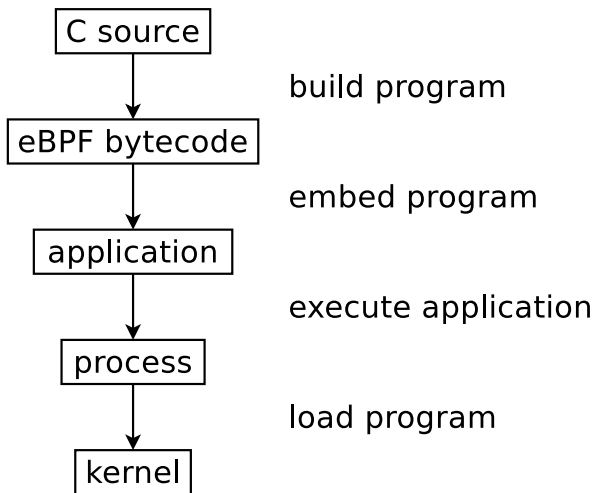 C source
build program
eBPF bytecode
embed program
application
execute application
process
load program
kernel